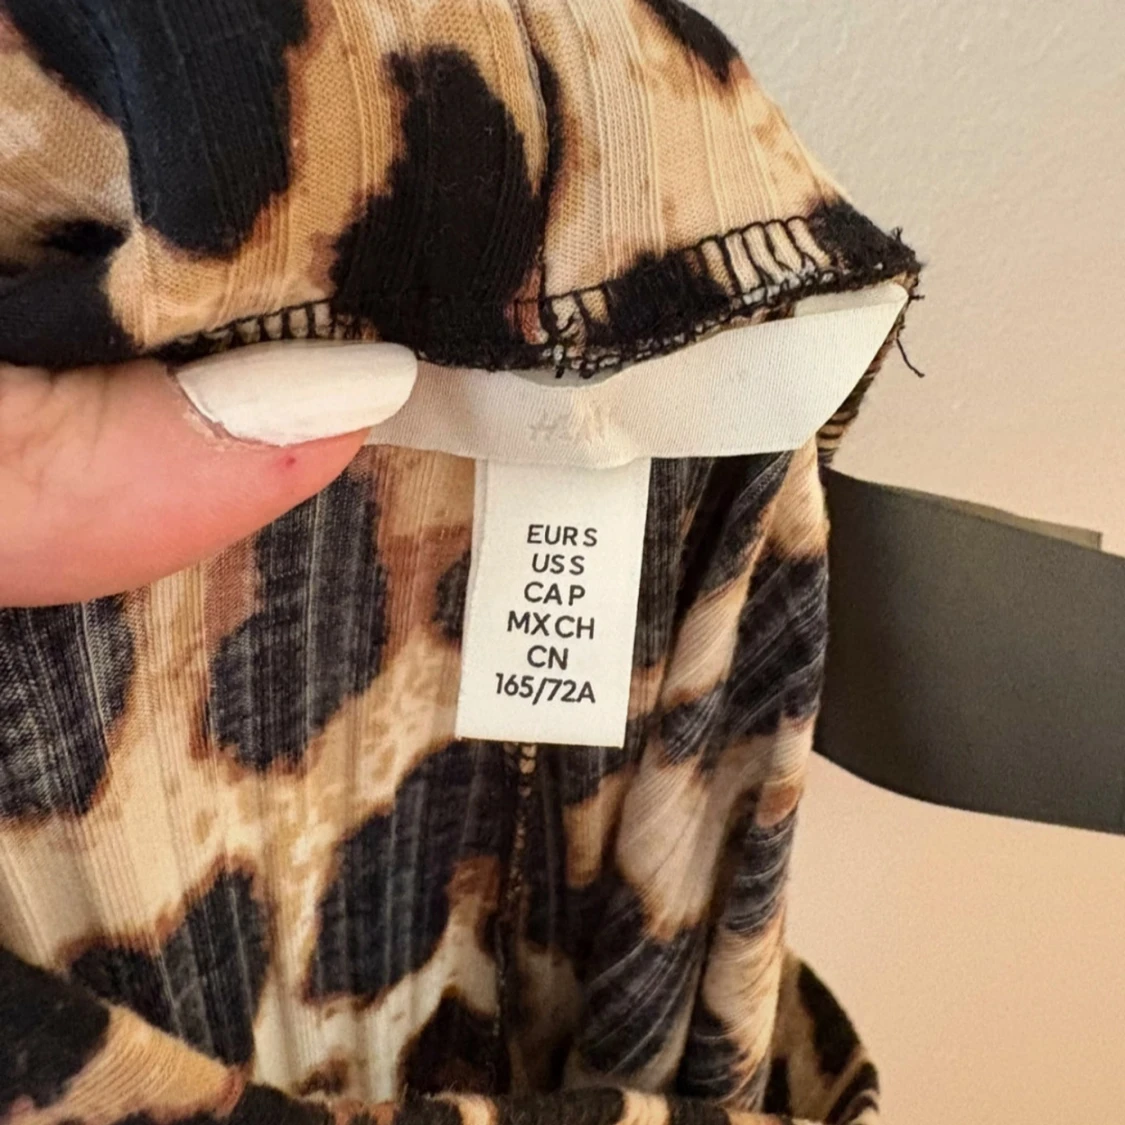 H&M
EUR S
US S
CA P
MX CH
CN
165/72A